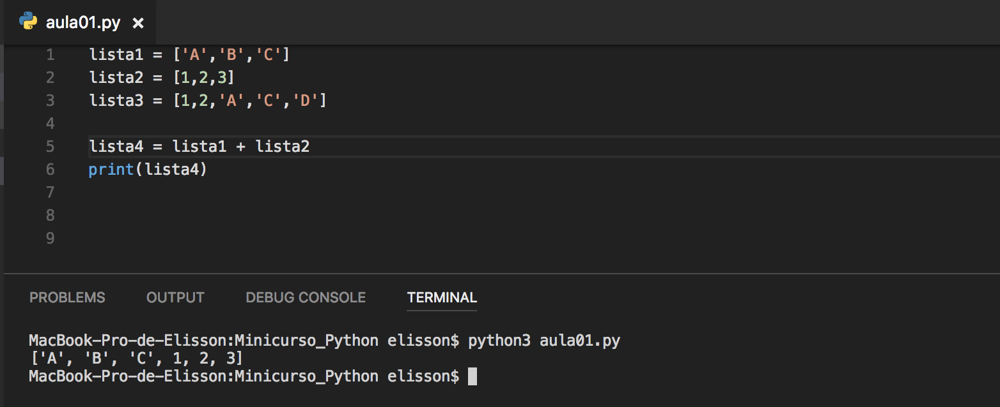 aula01.py ×
1 lista1 = ['A','B','C']
2 lista2 = [1,2,3]
3 lista3 = [1,2,'A','C','D']
4
5 lista4 = lista1 + lista2
6 print(lista4)
7
8
9
PROBLEMS OUTPUT DEBUG CONSOLE TERMINAL
MacBook-Pro-de-Elisson:Minicurso_Python elisson$ python3 aula01.py
['A', 'B', 'C', 1, 2, 3]
MacBook-Pro-de-Elisson:Minicurso_Python elisson$